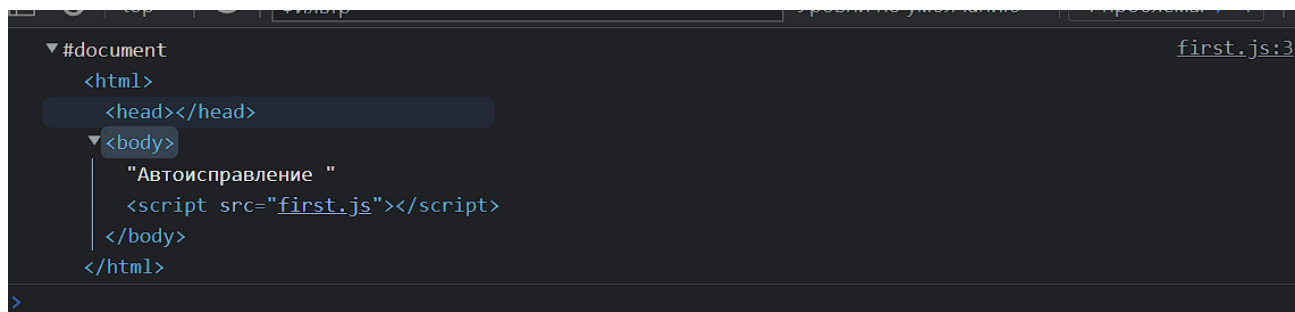 #document first.js:3
<html>
<head></head>
<body>
"Автоисправление "
<script src="first.js"></script>
</body>
</html>
>